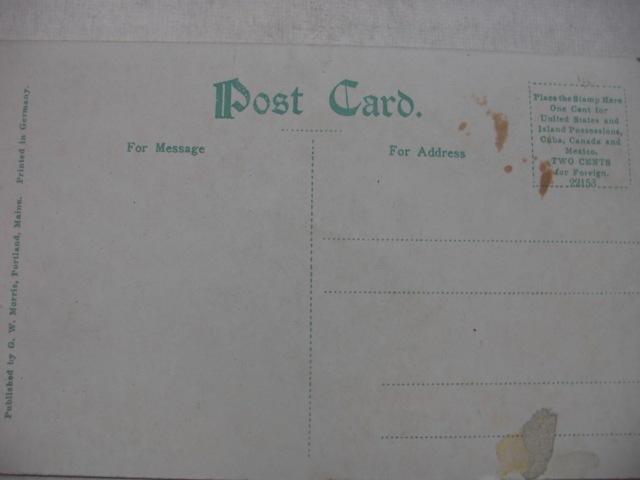 Post Card.
For Message
For Address
Place the Stamp Here
One Cent for
United States and
Island Possessions,
Cuba, Canada and
Mexico.
TWO CENTS
for Foreign.
22153
Published by G. W. Morris, Portland, Maine. Printed in Germany.